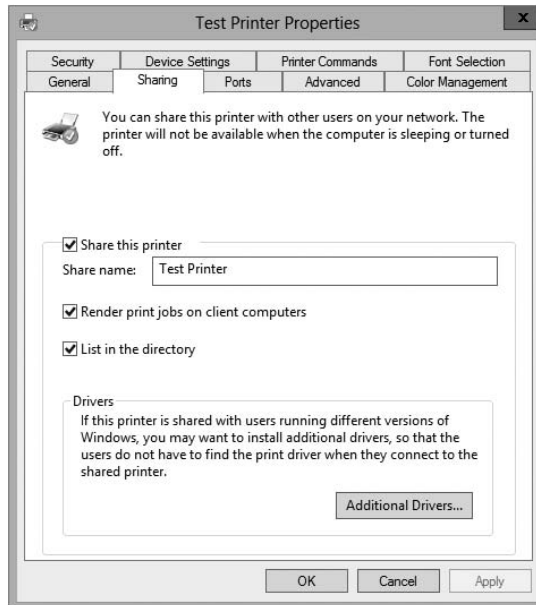 Test Printer Properties
x
Security Device Settings Printer Commands Font Selection
General Sharing Ports Advanced Color Management
You can share this printer with other users on your network. The
printer will not be available when the computer is sleeping or turned
off.
Share this printer
Share name: Test Printer
Render print jobs on client computers
List in the directory
Drivers
If this printer is shared with users running different versions of
Windows, you may want to install additional drivers, so that the
users do not have to find the print driver when they connect to the
shared printer.
Additional Drivers...
OK Cancel Apply